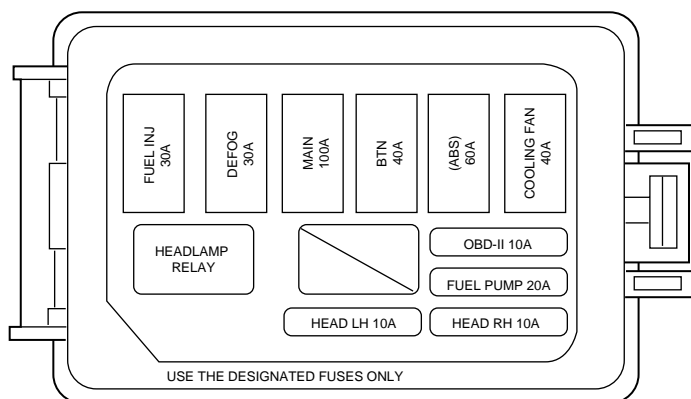 FUEL INJ
30A
DEFOG
30A
MAIN
100A
BTN
40A
(ABS)
60A
COOLING FAN
40A
HEADLAMP
RELAY
OBD-II 10A
FUEL PUMP 20A
HEAD LH 10A
HEAD RH 10A
USE THE DESIGNATED FUSES ONLY